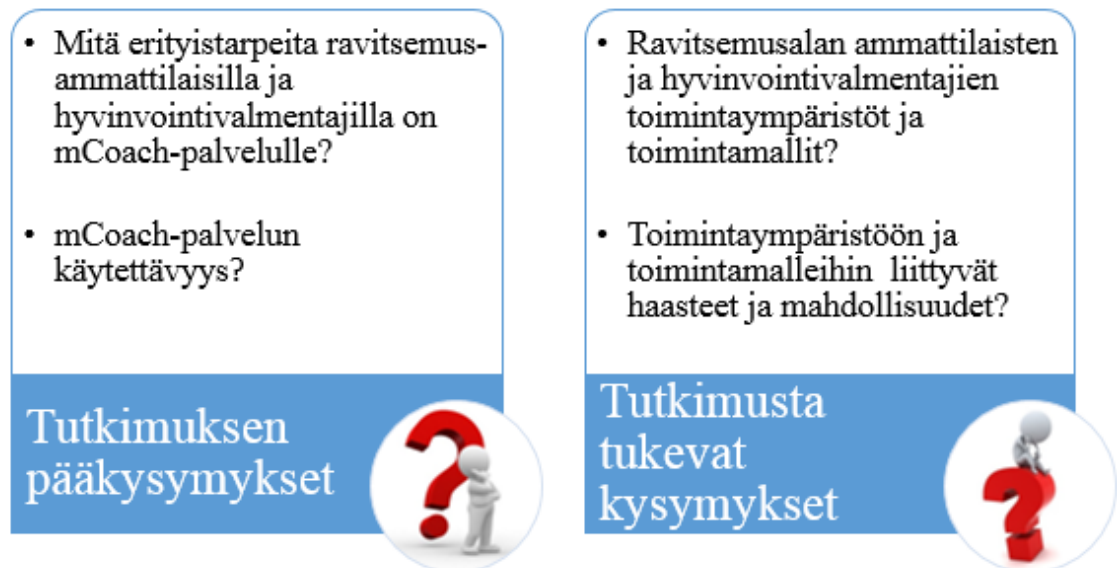 • Mitä erityistarpeita ravitsemus-
ammattilaisilla ja
hyvinvointivalmentajilla on
mCoach-palvelulle?
• mCoach-palvelun
käytettävyys?
Tutkimuksen
pääkysymykset
• Ravitsemusalan ammattilaisten
ja hyvinvointivalmentajien
toimintaympäristöt ja
toimintamallit?
• Toimintaympäristöön ja
toimintamalleihin liittyvät
haasteet ja mahdollisuudet?
Tutkimusta
tukevat
kysymykset